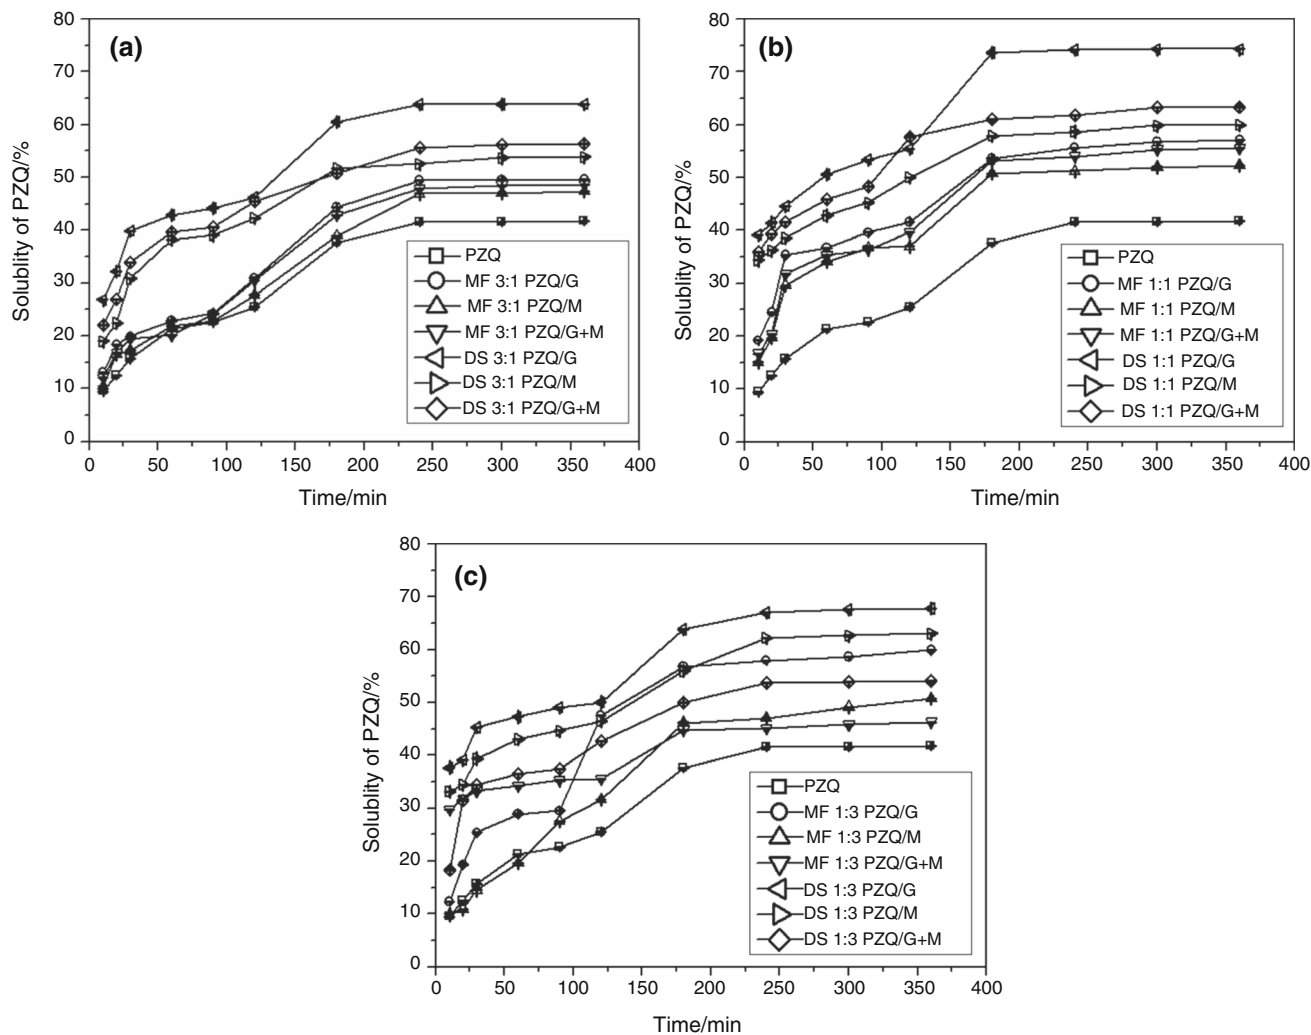 (a)
80
70
60
50
40
30
20
10
0
Solublity of PZQ/%
0 50 100 150 200 250 300 350 400
Time/min
PZQ
MF 3:1 PZQ/G
MF 3:1 PZQ/M
MF 3:1 PZQ/G+M
DS 3:1 PZQ/G
DS 3:1 PZQ/M
DS 3:1 PZQ/G+M
(b)
80
70
60
50
40
30
20
10
0
Solublity of PZQ/%
0 50 100 150 200 250 300 350 400
Time/min
PZQ
MF 1:1 PZQ/G
MF 1:1 PZQ/M
MF 1:1 PZQ/G+M
DS 1:1 PZQ/G
DS 1:1 PZQ/M
DS 1:1 PZQ/G+M
(c)
80
70
60
50
40
30
20
10
0
Solublity of PZQ/%
0 50 100 150 200 250 300 350 400
Time/min
PZQ
MF 1:3 PZQ/G
MF 1:3 PZQ/M
MF 1:3 PZQ/G+M
DS 1:3 PZQ/G
DS 1:3 PZQ/M
DS 1:3 PZQ/G+M